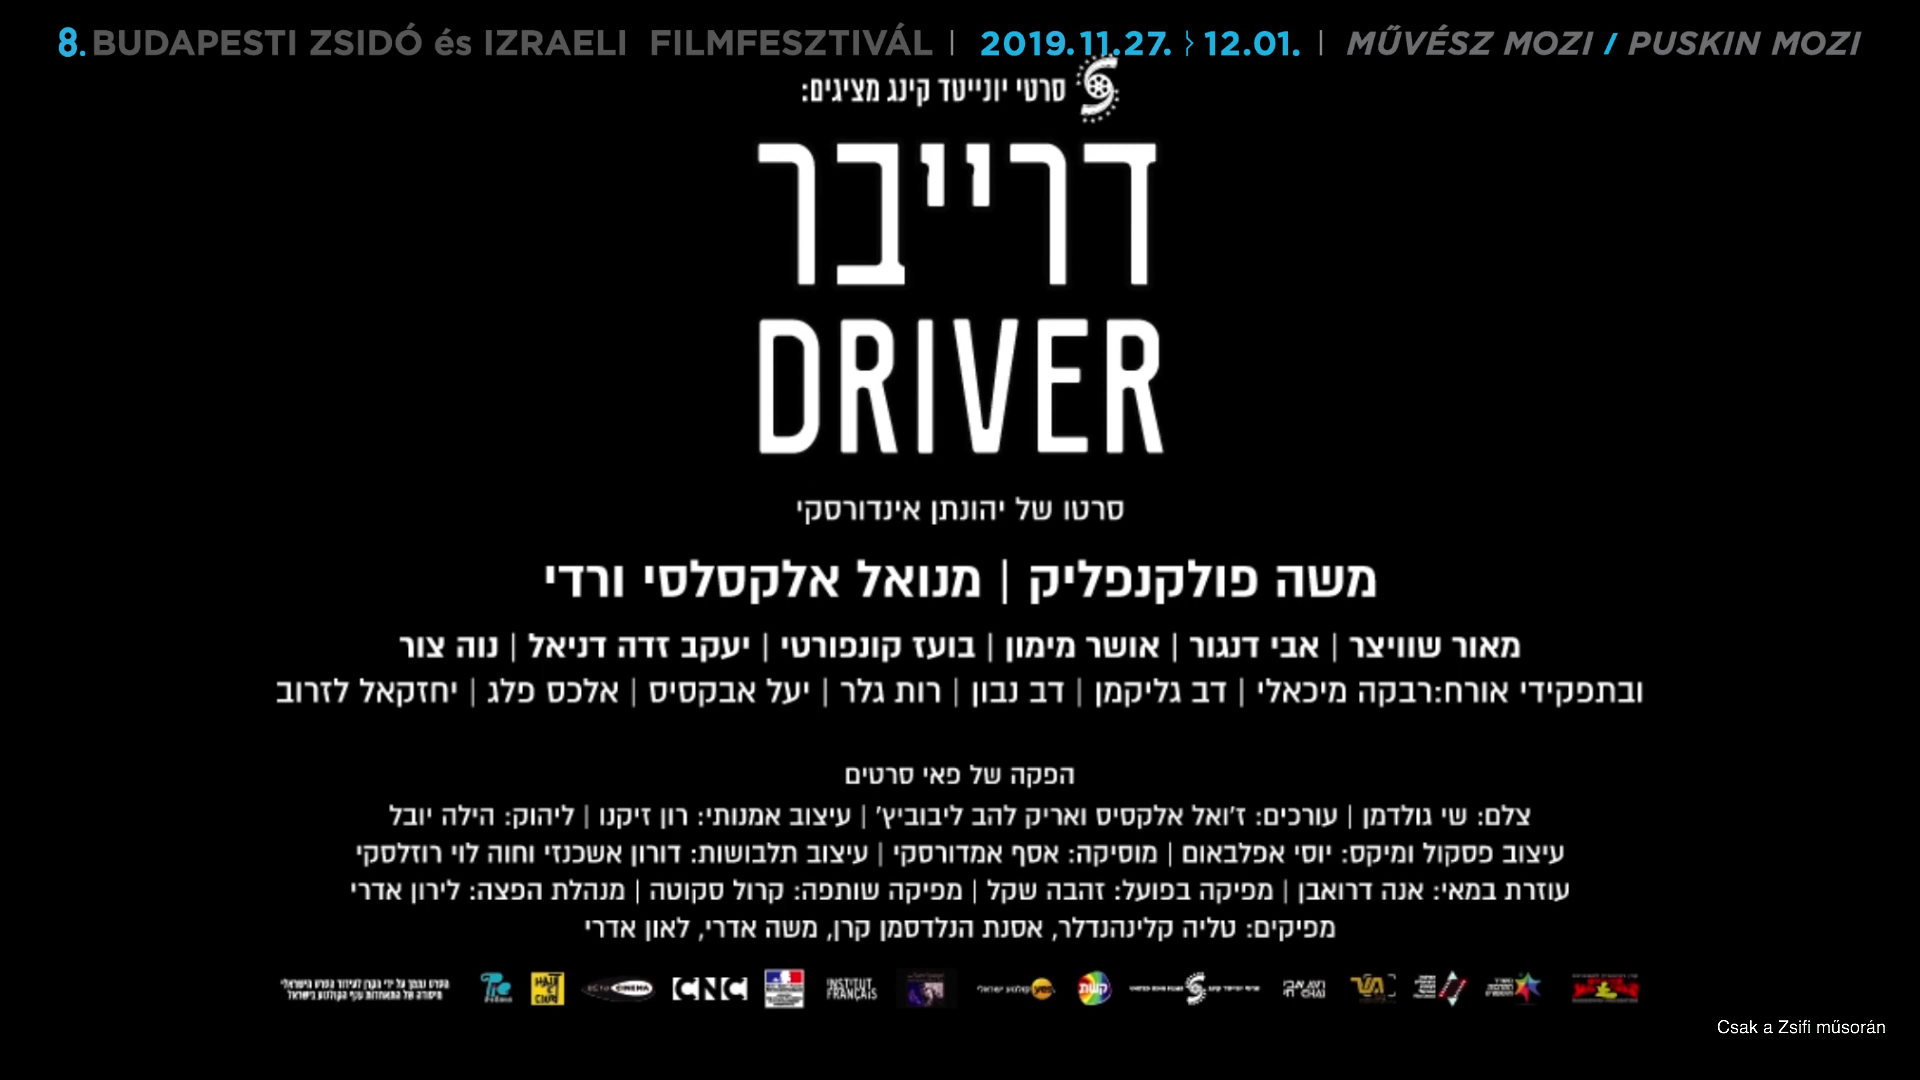 8. BUDAPESTI ZSIDÓ és IZRAELI FILMFESZTIVÁL | 2019.11.27. 12.01. | MŰVÉSZ MOZI / PUSKIN MOZI
סרטי יונייטד קינג מציגים:
דרייבר
DRIVER
סרטו של יהונתן אינדורסקי
משה פולקנפליק | מנואל אלקסלסי ורדי
מאור שוויצר | אבי דנגור | אושר מימון | בועז קונפורטי | יעקב זדה דניאל | נוה צור
ובתפקידי אורח:רבקה מיכאלי | דב גליקמן | דב נבון | רות גלר | יעל אבקסיס | אלכס פלג | יחזקאל לזרוב
הפקה של פאי סרטים
צלם: שי גולדמן | עורכים: ז'ואל אלקסיס ואריק להב ליבוביץ' | עיצוב אמנותי: רון זיקנו | ליהוק: הילה יובל
עיצוב פסקול ומיקס: יוסי אפלבאום | מוסיקה: אסף אמדורסקי | עיצוב תלבושות: דורון אשכנזי וחוה לוי רוזלסקי
עוזרת במאי: אנה דרואבן | מפיקה בפועל: זהבה שקל | מפיקה שותפה: קרול סקוטה | מנהלת הפצה: לירון אדרי
מפיקים: טליה קלינהנדלר, אסנת הנדלסמן קרן, משה אדרי, לאון אדרי
CNC
INSTITUT FRANÇAIS
yes
קשת
AVI CHAI
Csak a Zsifi műsorán